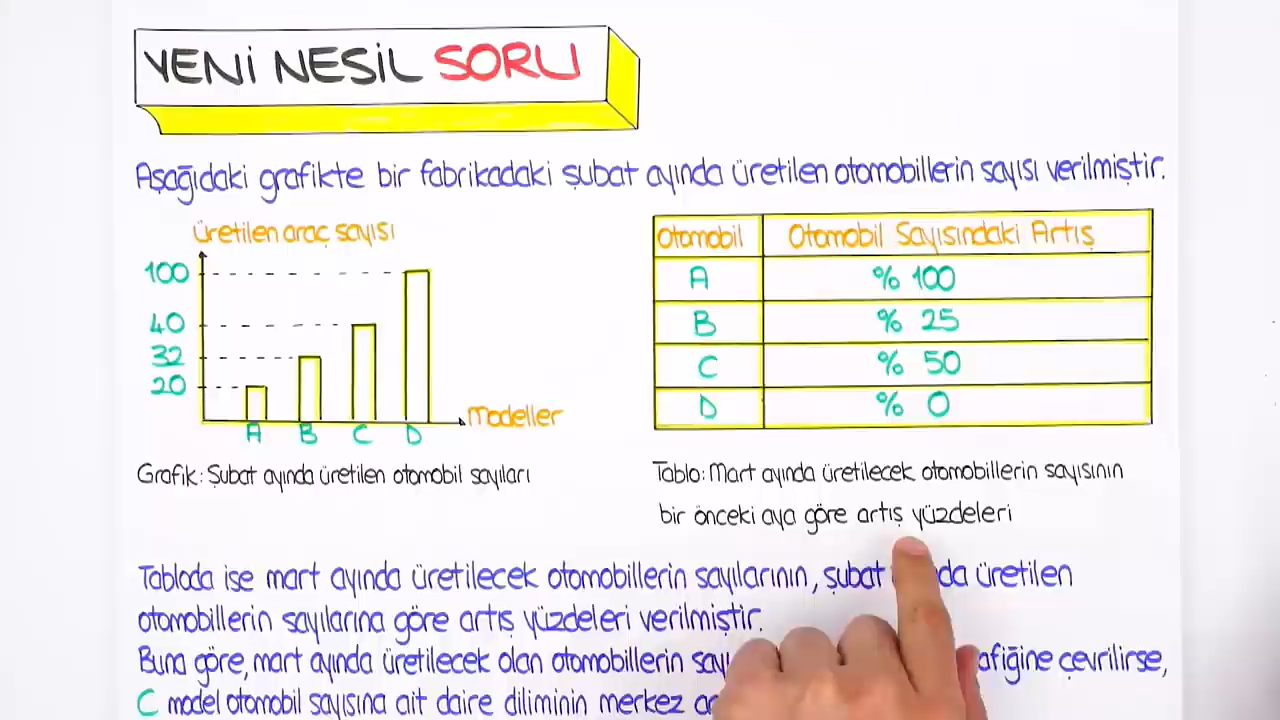 YENİ NESİL SORU
Aşağıdaki grafikte bir fabrikadaki şubat ayında üretilen otomobillerin sayısı verilmiştir.
üretilen araç sayısı
100
40
32
20
A B C D
modeller
Grafik: Şubat ayında üretilen otomobil sayıları
Otomobil Otomobil Sayısındaki Artış
A % 100
B % 25
C % 50
D % 0
Tablo: Mart ayında üretilecek otomobillerin sayısının
bir önceki aya göre artış yüzdeleri
Tabloda ise mart ayında üretilecek otomobillerin sayılarının, şubat üretilen
otomobillerin sayılarına göre artış yüzdeleri verilmiştir.
Buna göre, mart ayında üretilecek olan otomobillerin çevrilirse,
C model otomobil sayısına ait daire diliminin merkez